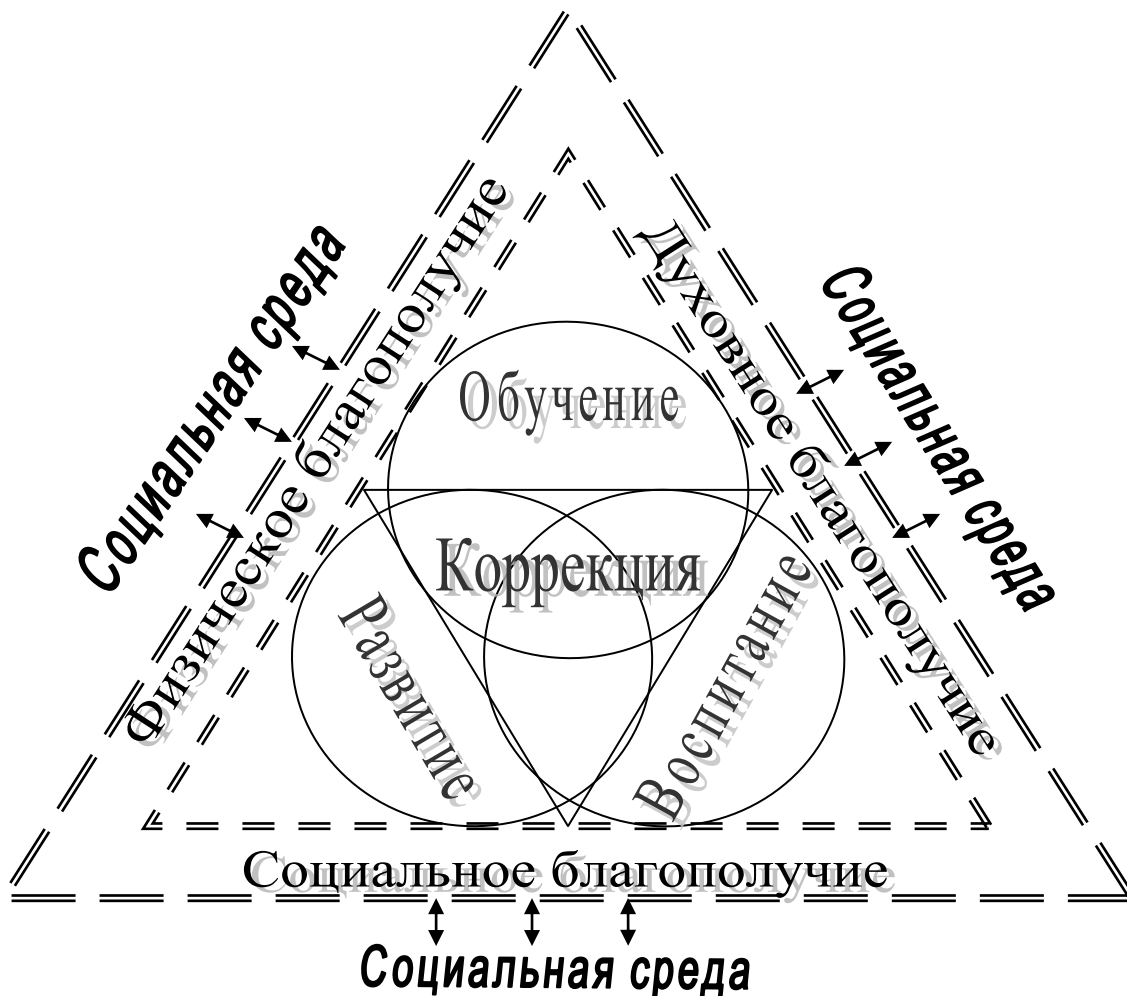 Социальная среда
Физическое благополучие
Духовное благополучие
Социальная среда
Обучение
Коррекция
Развитие
Воспитание
Социальное благополучие
Социальная среда